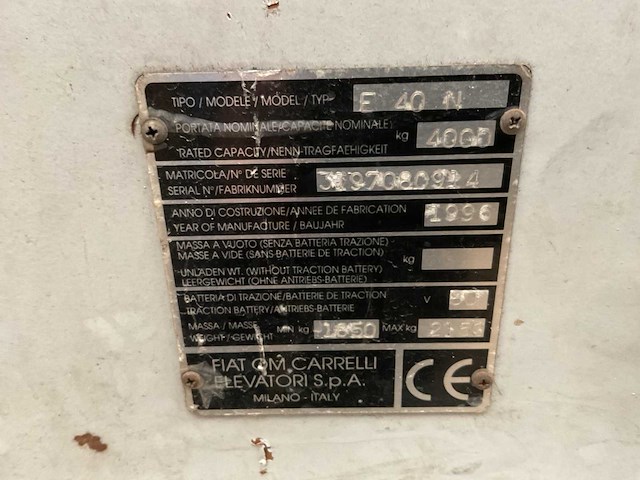 TIPO / MODELE / MODEL / TYP E 40 N
PORTATA NOMINALE/CAPACITE NOMINALE/ kg 4000
RATED CAPACITY/NENN-TRAGFAEHIGKEIT
MATRICOLA/N° DE SERIE
SERIAL N°/FABRIKNUMMER
ANNO DI COSTRUZIONE/ANNEE DE FABRICATION 1996
YEAR OF MANUFACTURE / BAUJAHR
MASSA A VUOTO (SENZA BATTERIA TRAZIONE)
MASSE A VIDE (SANS BATTERIE DE TRACTION) kg
UNLADEN WT. (WITHOUT TRACTION BATTERY)
LEERGEWICHT (OHNE ANTRIEBS-BATTERIE)
BATTERIA DI TRAZIONE/BATTERIE DE TRACTION V
TRACTION BATTERY/ANTRIEBS-BATTERIE
MASSA / MASSE MIN kg 1850 MAX kg
WEIGHT / GEWICHT
FIAT OM CARRELLI
ELEVATORI S.p.A. CE
MILANO - ITALY